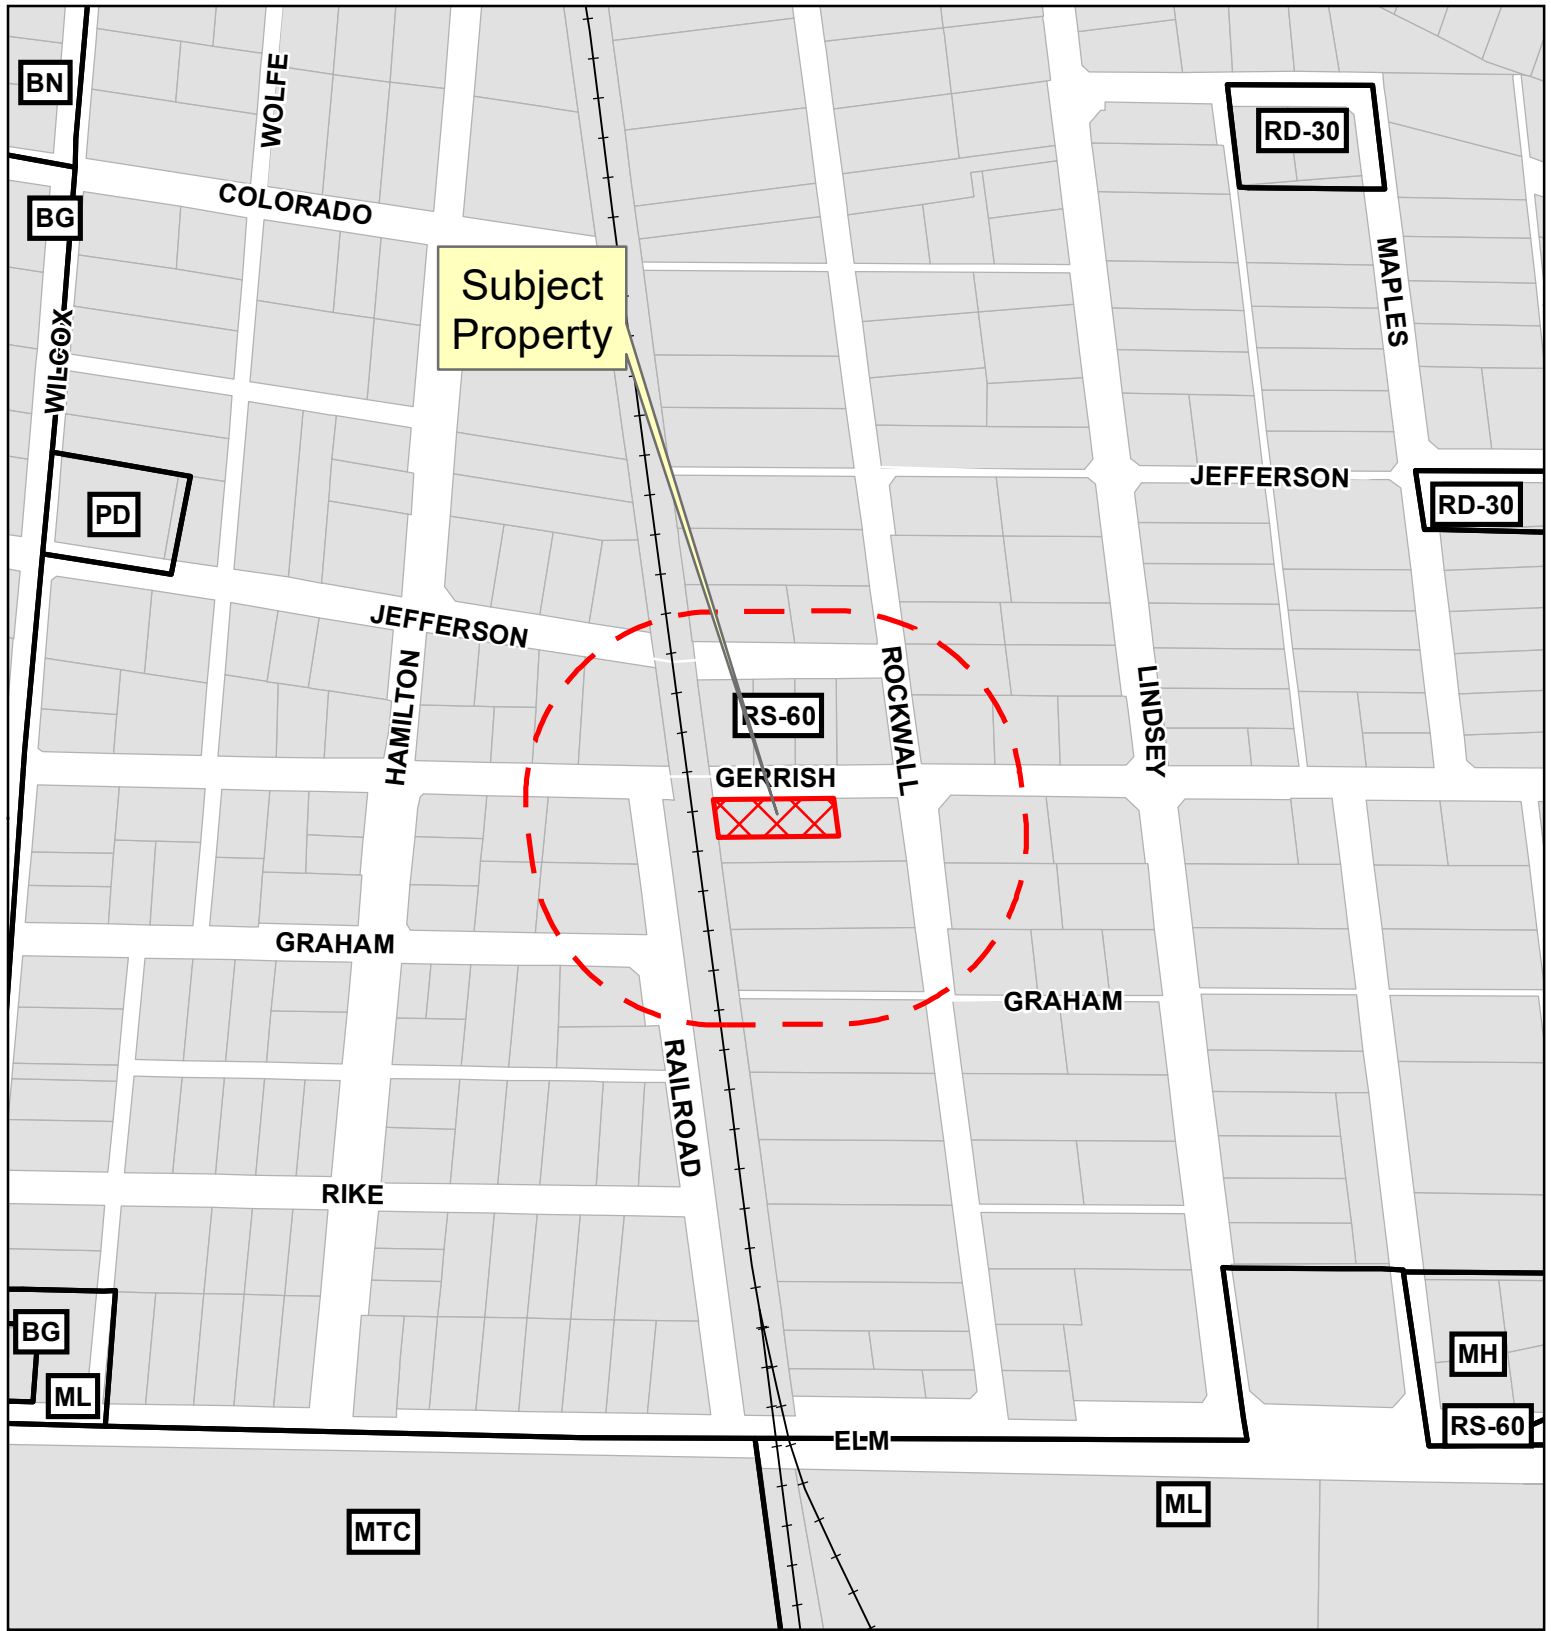 BN
WOLFE
RD-30
COLORADO
BG
MAPLES
Subject
Property
WILCOX
JEFFERSON
RD-30
PD
JEFFERSON
HAMILTON
ROCKWALL
LINDSEY
RS-60
GERRISH
GRAHAM
GRAHAM
RAILROAD
RIKE
BG
MH
ML
RS-60
ELM
ML
MTC